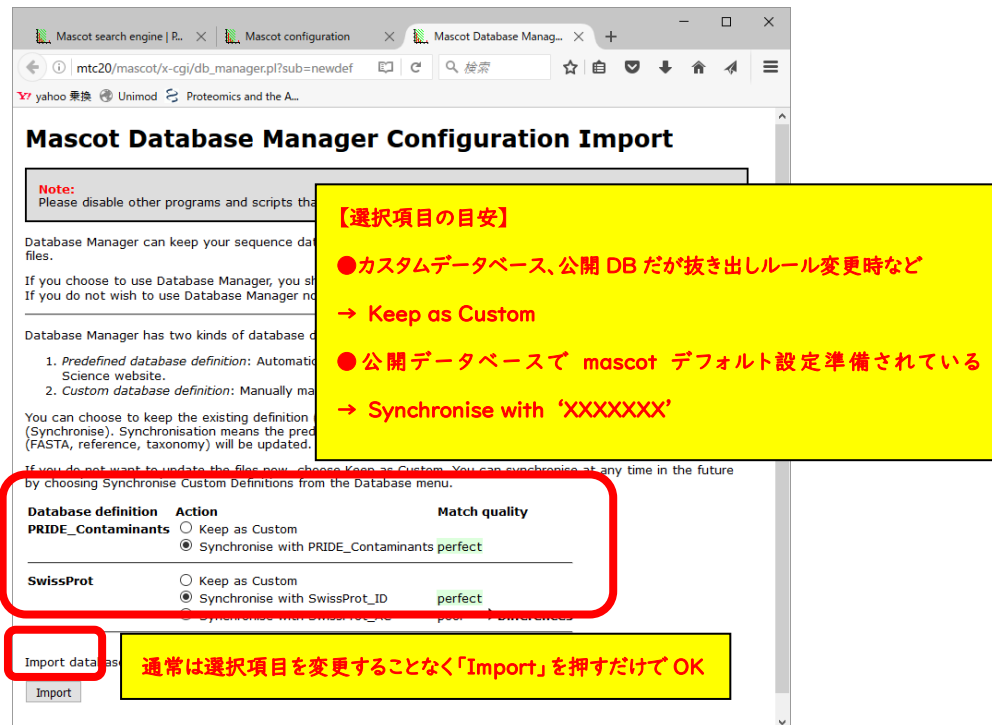 Mascot search engine | P...
Mascot configuration
Mascot Database Manag...
mtc20/mascot/x-cgi/db_manager.pl?sub=newdef
検索
yahoo 乗換
Unimod
Proteomics and the A...
Mascot Database Manager Configuration Import
Note:
Please disable other programs and scripts tha
Database Manager can keep your sequence dat
files.
If you choose to use Database Manager, you sh
If you do not wish to use Database Manager no
Database Manager has two kinds of database d
1. Predefined database definition: Automatic
Science website.
2. Custom database definition: Manually ma
You can choose to keep the existing definition
(Synchronise). Synchronisation means the pred
(FASTA, reference, taxonomy) will be updated.
【選択項目の目安】
●カスタムデータベース、公開 DB だが抜き出しルール変更時など
→ Keep as Custom
●公開データベースで mascot デフォルト設定準備されている
→ Synchronise with ‘XXXXXXX’
If you do not want to update the files now, choose Keep as Custom. You can synchronise at any time in the future
by choosing Synchronise Custom Definitions from the Database menu.
Database definition Action Match quality
PRIDE_Contaminants Keep as Custom
Synchronise with PRIDE_Contaminants perfect
SwissProt Keep as Custom
Synchronise with SwissProt_ID perfect
Synchronise with SwissProt_AC poor Differences
Import database
通常は選択項目を変更することなく「Import」を押すだけで OK
Import